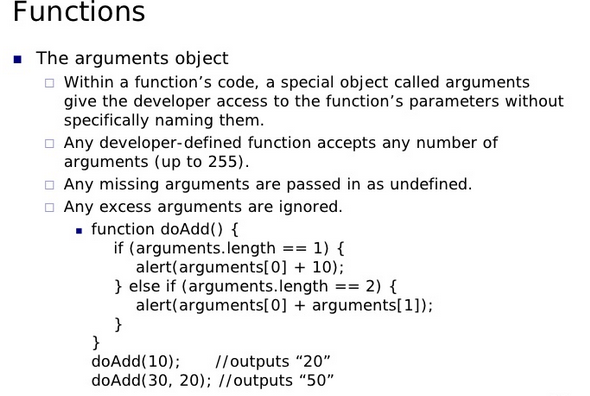 Functions
The arguments object
Within a function’s code, a special object called arguments
give the developer access to the function’s parameters without
specifically naming them.
Any developer-defined function accepts any number of
arguments (up to 255).
Any missing arguments are passed in as undefined.
Any excess arguments are ignored.
function doAdd() {
if (arguments.length == 1) {
alert(arguments[0] + 10);
} else if (arguments.length == 2) {
alert(arguments[0] + arguments[1]);
}
}
doAdd(10); //outputs “20”
doAdd(30, 20); //outputs “50”